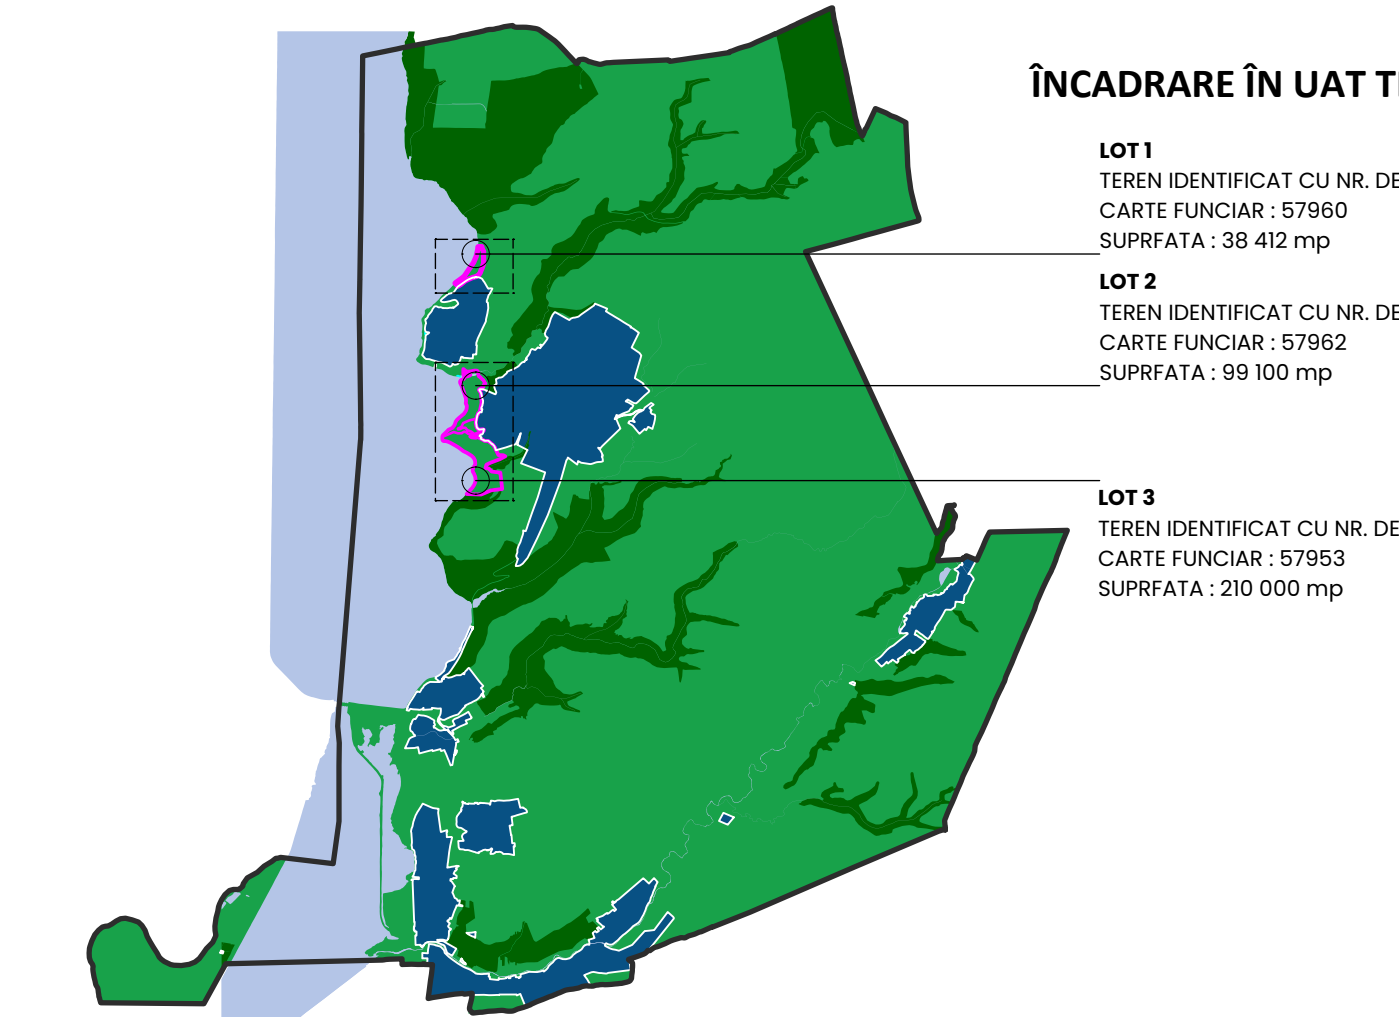 ÎNCADRARE ÎN UAT
LOT 1
TEREN IDENTIFICAT CU NR. DE
CARTE FUNCIAR : 57960
SUPRFATA : 38 412 mp
LOT 2
TEREN IDENTIFICAT CU NR. DE
CARTE FUNCIAR : 57962
SUPRFATA : 99 100 mp
LOT 3
TEREN IDENTIFICAT CU NR. DE
CARTE FUNCIAR : 57953
SUPRFATA : 210 000 mp